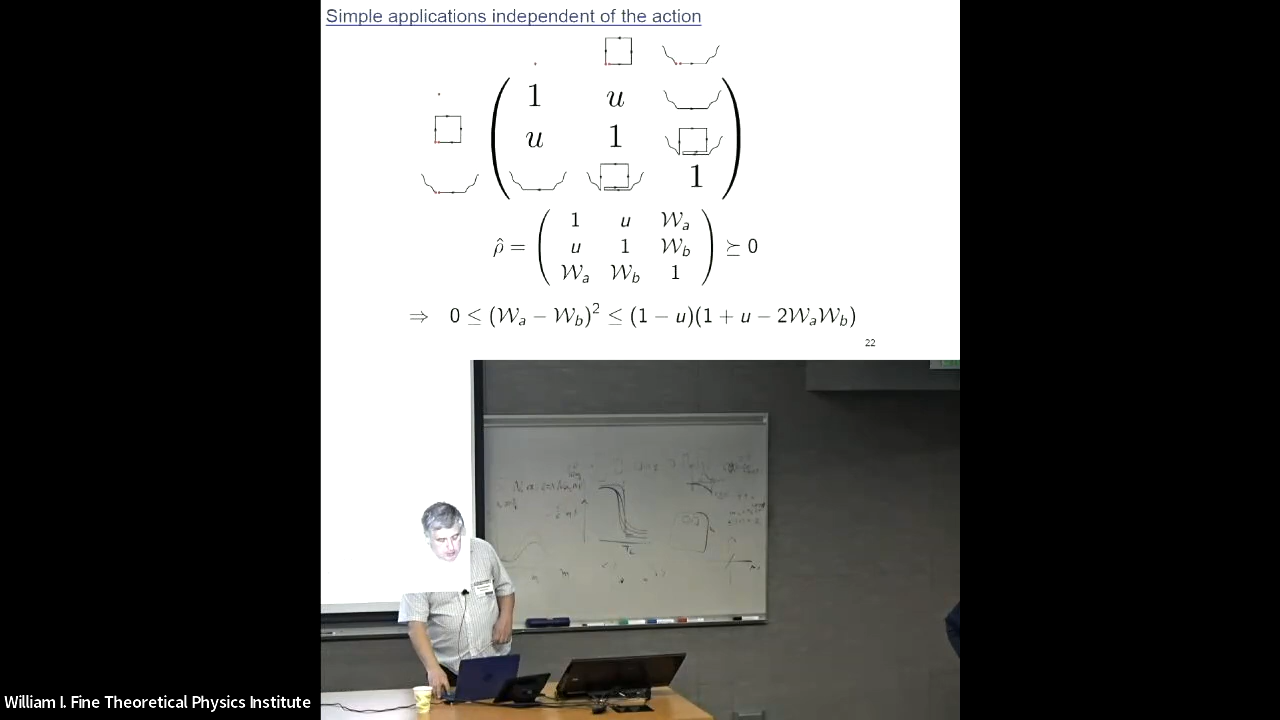 Simple applications independent of the action
1 u
u 1
1
ρ̂ = ( 1 u 𝒲a
u 1 𝒲b
𝒲a 𝒲b 1 ) ⪰ 0
⇒ 0 ≤ (𝒲a − 𝒲b)² ≤ (1 − u)(1 + u − 2𝒲a𝒲b)
22
William I. Fine Theoretical Physics Institute